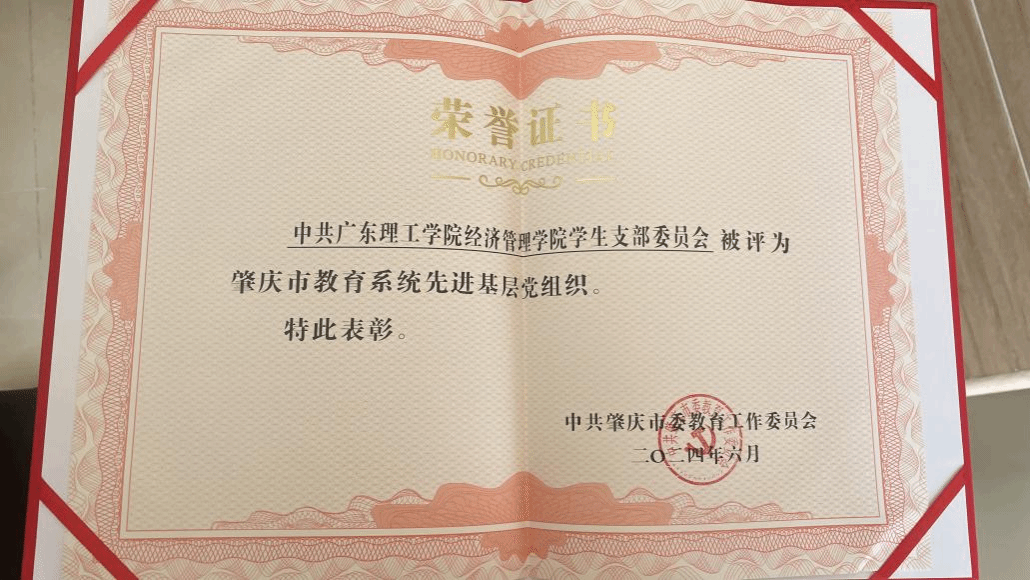 荣誉证书
HONORARY CREDENTIAL
中共广东理工学院经济管理学院学生支部委员会 被评为
肇庆市教育系统先进基层党组织。
特此表彰。
中共肇庆市委教育工作委员会
二〇二四年六月